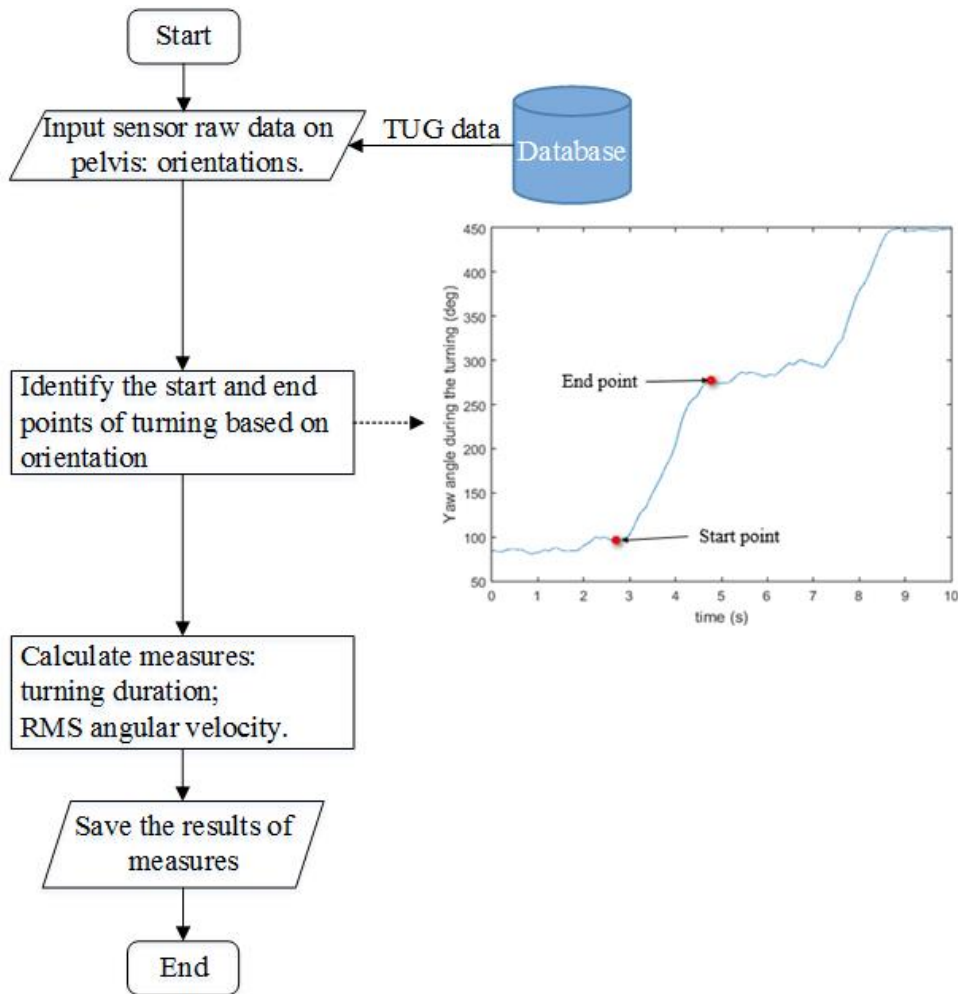 Start
Input sensor raw data on
pelvis: orientations.
TUG data
Database
Identify the start and end
points of turning based on
orientation
450
400
350
300
250
200
150
100
50
Yaw angle during the turning (deg)
End point
Start point
0 1 2 3 4 5 6 7 8 9 10
time (s)
Calculate measures:
turning duration;
RMS angular velocity.
Save the results of
measures
End